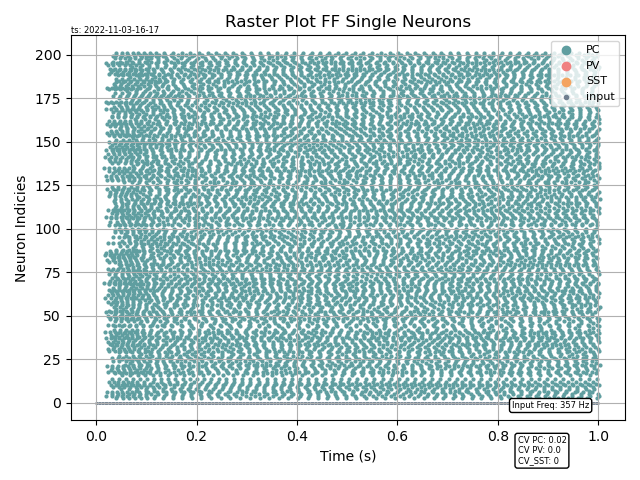 Raster Plot FF Single Neurons
ts: 2022-11-03-16-17
PC
PV
SST
input
200
175
150
125
100
75
50
25
0
Neuron Indicies
Input Freq: 357 Hz
0.0 0.2 0.4 0.6 0.8 1.0
Time (s)
CV PC: 0.02
CV PV: 0.0
CV_SST: 0